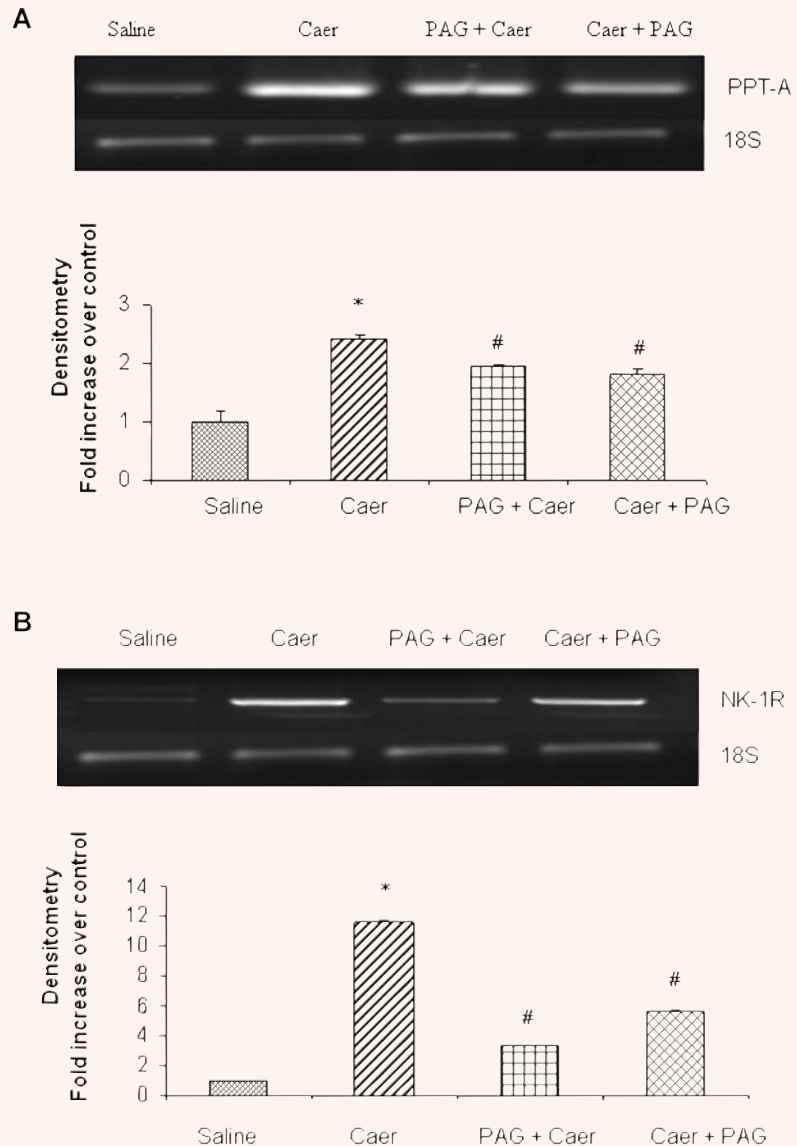 A
Saline Caer PAG + Caer Caer + PAG
PPT-A
18S
Densitometry
Fold increase over control
3
*
#
#
2
1
0
Saline Caer PAG + Caer Caer + PAG
B
Saline Caer PAG + Caer Caer + PAG
NK-1R
18S
Densitometry
Fold increase over control
14
*
12
10
8
#
6
#
4
2
0
Saline Caer PAG + Caer Caer + PAG